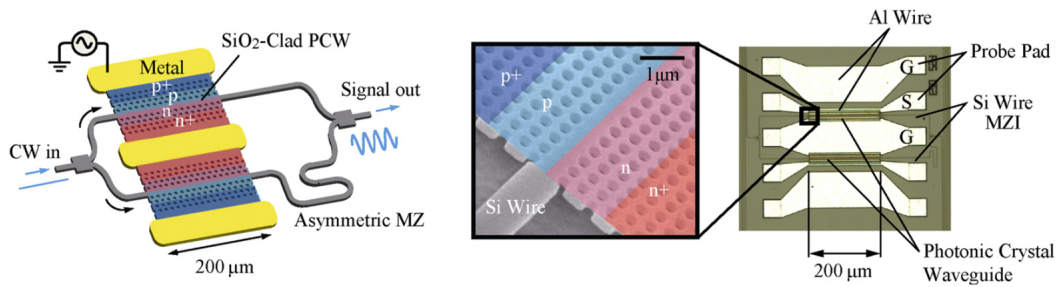 SiO2-Clad PCW
Metal
p+
p
n
n+
Signal out
CW in
Asymmetric MZ
200 μm
p+
p
n
n+
1μm
Si Wire
Al Wire
Probe Pad
G
S
G
Si Wire
MZI
200 μm
Photonic Crystal
Waveguide